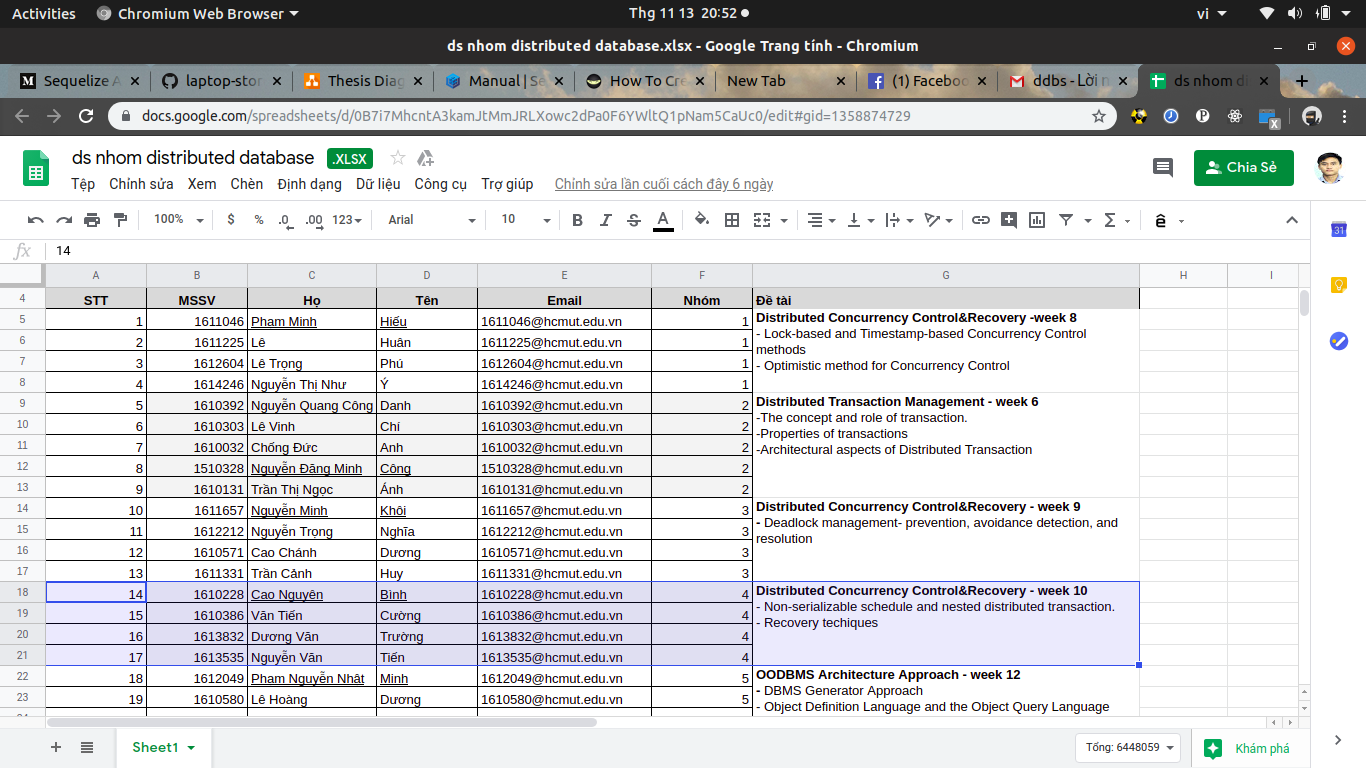 Activities Chromium Web Browser Thg 11 13 20:52 vi
ds nhom distributed database.xlsx - Google Trang tính - Chromium
Sequelize A laptop-stor Thesis Diag Manual | Se How To Cre New Tab (1) Faceboo ddbs - Lời n ds nhom di
docs.google.com/spreadsheets/d/0B7i7MhcntA3kamJtMmJRLXowc2dPa0F6YWltQ1pNam5CaUc0/edit#gid=1358874729
ds nhom distributed database .XLSX
Chia Sẻ
Tệp Chỉnh sửa Xem Chèn Định dạng Dữ liệu Công cụ Trợ giúp Chỉnh sửa lần cuối cách đây 6 ngày
100% $ % .0 .00 123 Arial 10 B I S A Σ ê
31
fx 14
A B C D E F G H I
4 STT MSSV Họ Tên Email Nhóm Đề tài
5 1 1611046 Phạm Minh Hiếu 1611046@hcmut.edu.vn 1 Distributed Concurrency Control&Recovery -week 8
6 2 1611225 Lê Huân 1611225@hcmut.edu.vn 1 - Lock-based and Timestamp-based Concurrency Control
methods
7 3 1612604 Lê Trọng Phú 1612604@hcmut.edu.vn 1 - Optimistic method for Concurrency Control
8 4 1614246 Nguyễn Thị Như Ý 1614246@hcmut.edu.vn 1
9 5 1610392 Nguyễn Quang Công Danh 1610392@hcmut.edu.vn 2 Distributed Transaction Management - week 6
10 6 1610303 Lê Vinh Chí 1610303@hcmut.edu.vn 2 -The concept and role of transaction.
-Properties of transactions
11 7 1610032 Chống Đức Anh 1610032@hcmut.edu.vn 2 -Architectural aspects of Distributed Transaction
12 8 1510328 Nguyễn Đăng Minh Công 1510328@hcmut.edu.vn 2
13 9 1610131 Trần Thị Ngọc Ánh 1610131@hcmut.edu.vn 2
14 10 1611657 Nguyễn Minh Khôi 1611657@hcmut.edu.vn 3 Distributed Concurrency Control&Recovery - week 9
15 11 1612212 Nguyễn Trọng Nghĩa 1612212@hcmut.edu.vn 3 - Deadlock management- prevention, avoidance detection, and
16 12 1610571 Cao Chánh Dương 1610571@hcmut.edu.vn 3 resolution
17 13 1611331 Trần Cảnh Huy 1611331@hcmut.edu.vn 3
18 14 1610228 Cao Nguyên Bình 1610228@hcmut.edu.vn 4 Distributed Concurrency Control&Recovery - week 10
19 15 1610386 Văn Tiến Cường 1610386@hcmut.edu.vn 4 - Non-serializable schedule and nested distributed transaction.
20 16 1613832 Dương Văn Trường 1613832@hcmut.edu.vn 4 - Recovery techiques
21 17 1613535 Nguyễn Văn Tiến 1613535@hcmut.edu.vn 4
22 18 1612049 Phạm Nguyễn Nhật Minh 1612049@hcmut.edu.vn 5 OODBMS Architecture Approach - week 12
23 19 1610580 Lê Hoàng Dương 1610580@hcmut.edu.vn 5 - DBMS Generator Approach
- Object Definition Language and the Object Query Language
Sheet1 Tổng: 6448059 Khám phá